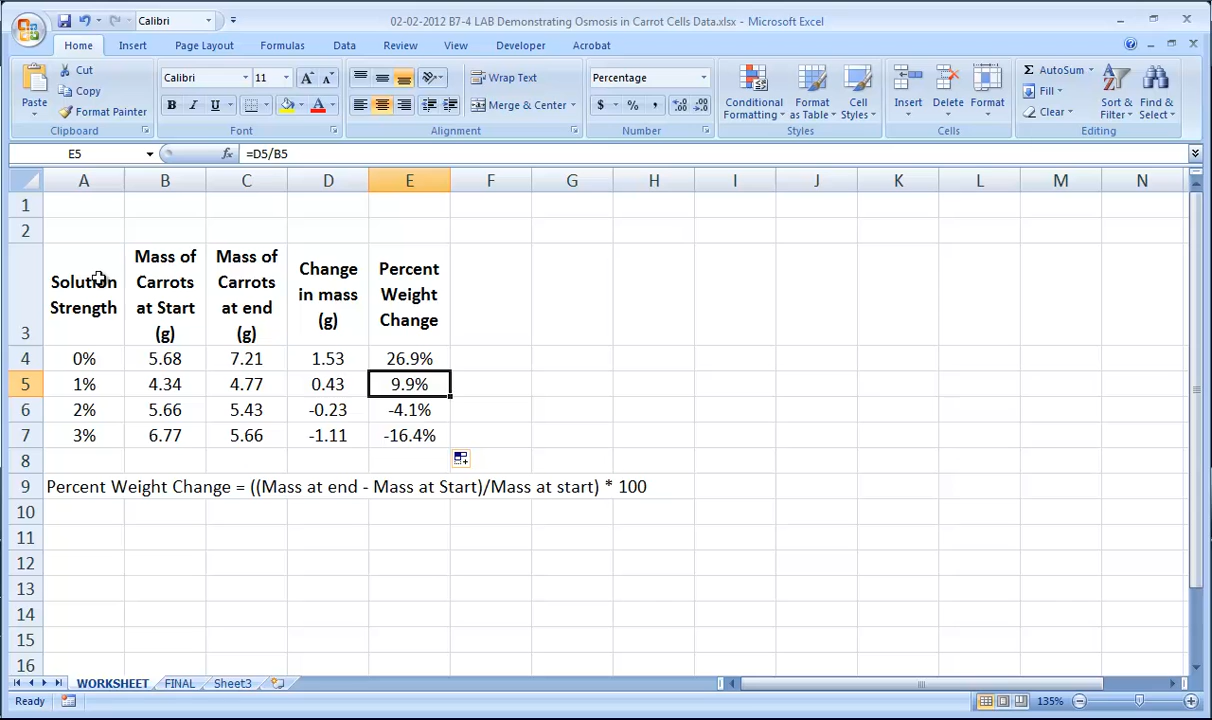 Calibri
02-02-2012 B7-4 LAB Demonstrating Osmosis in Carrot Cells Data.xlsx - Microsoft Excel
Home Insert Page Layout Formulas Data Review View Developer Acrobat
Paste
Cut
Copy
Format Painter
Clipboard
Calibri 11
B I U
Font
Wrap Text
Merge & Center
Alignment
Percentage
$ % ,
Number
Conditional Formatting
Format as Table
Cell Styles
Styles
Insert Delete Format
Cells
Σ AutoSum
Fill
Clear
Sort & Filter
Find & Select
Editing
E5 fx =D5/B5
A B C D E F G H I J K L M N
1
2
3 Solution Strength Mass of Carrots at Start (g) Mass of Carrots at end (g) Change in mass (g) Percent Weight Change
4 0% 5.68 7.21 1.53 26.9%
5 1% 4.34 4.77 0.43 9.9%
6 2% 5.66 5.43 -0.23 -4.1%
7 3% 6.77 5.66 -1.11 -16.4%
8
9 Percent Weight Change = ((Mass at end - Mass at Start)/Mass at start) * 100
10
11
12
13
14
15
16
WORKSHEET FINAL Sheet3
Ready 135%